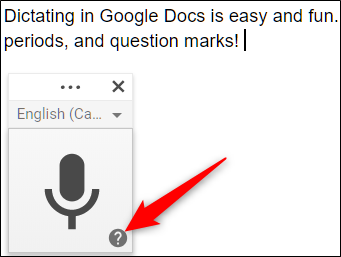 Dictating in Google Docs is easy and fun.
periods, and question marks!
English (Ca...
?